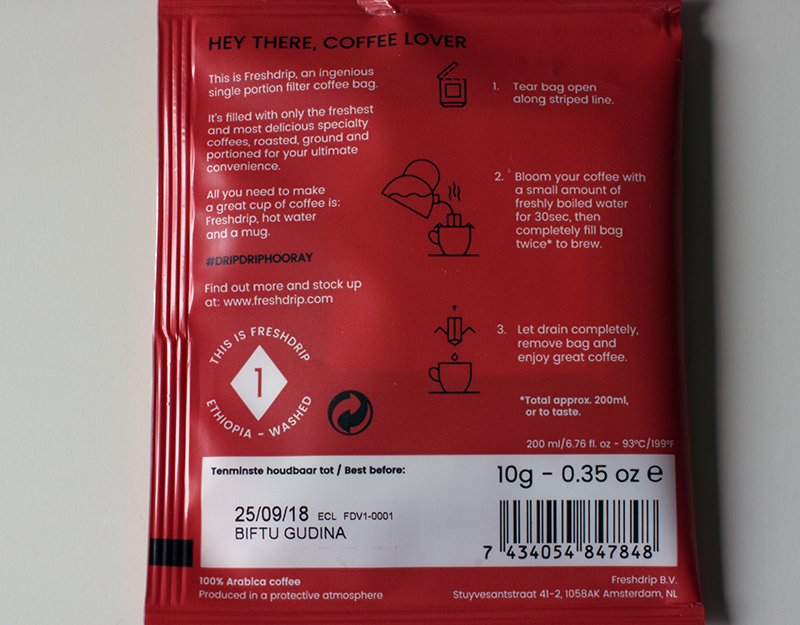 HEY THERE, COFFEE LOVER
This is Freshdrip, an ingenious
single portion filter coffee bag.
It's filled with only the freshest
and most delicious specialty
coffees, roasted, ground and
portioned for your ultimate
convenience.
All you need to make
a great cup of coffee is:
Freshdrip, hot water
and a mug.
#DRIPDRIPHOORAY
Find out more and stock up
at: www.freshdrip.com
1. Tear bag open
along striped line.
2. Bloom your coffee with
a small amount of
freshly boiled water
for 30sec, then
completely fill bag
twice* to brew.
3. Let drain completely,
remove bag and
enjoy great coffee.
*Total approx. 200ml,
or to taste.
200 ml/6.76 fl. oz - 93°C/199°F
THIS IS FRESHDRIP
1
ETHIOPIA - WASHED
Tenminste houdbaar tot / Best before:
25/09/18 ECL FDV1-0001
BIFTU GUDINA
10g - 0.35 oz ℮
7 434054 847848
100% Arabica coffee
Produced in a protective atmosphere
Freshdrip B.V.
Stuyvesantstraat 41-2, 1058AK Amsterdam, NL